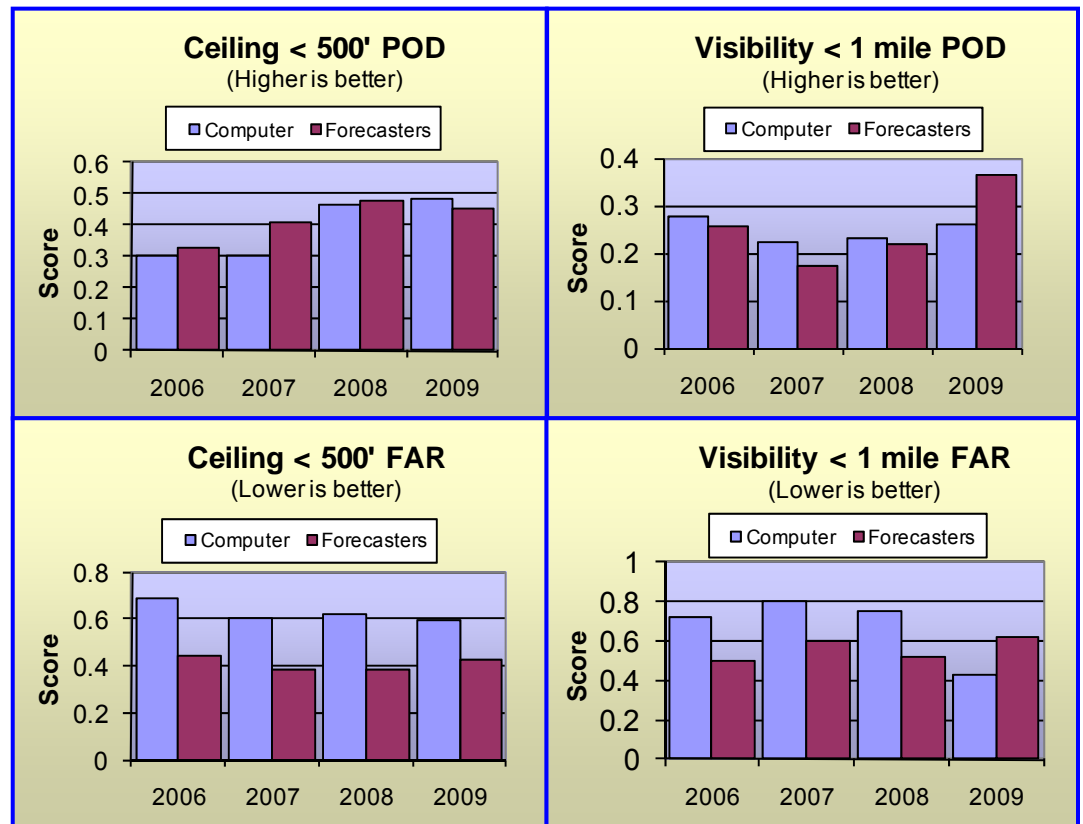 Ceiling < 500' POD
(Higher is better)
Computer Forecasters
0.6
0.5
0.4
0.3
0.2
0.1
0
Score
2006 2007 2008 2009
Visibility < 1 mile POD
(Higher is better)
Computer Forecasters
0.4
0.3
0.2
0.1
0
Score
2006 2007 2008 2009
Ceiling < 500' FAR
(Lower is better)
Computer Forecasters
0.8
0.6
0.4
0.2
0
Score
2006 2007 2008 2009
Visibility < 1 mile FAR
(Lower is better)
Computer Forecasters
1
0.8
0.6
0.4
0.2
0
Score
2006 2007 2008 2009